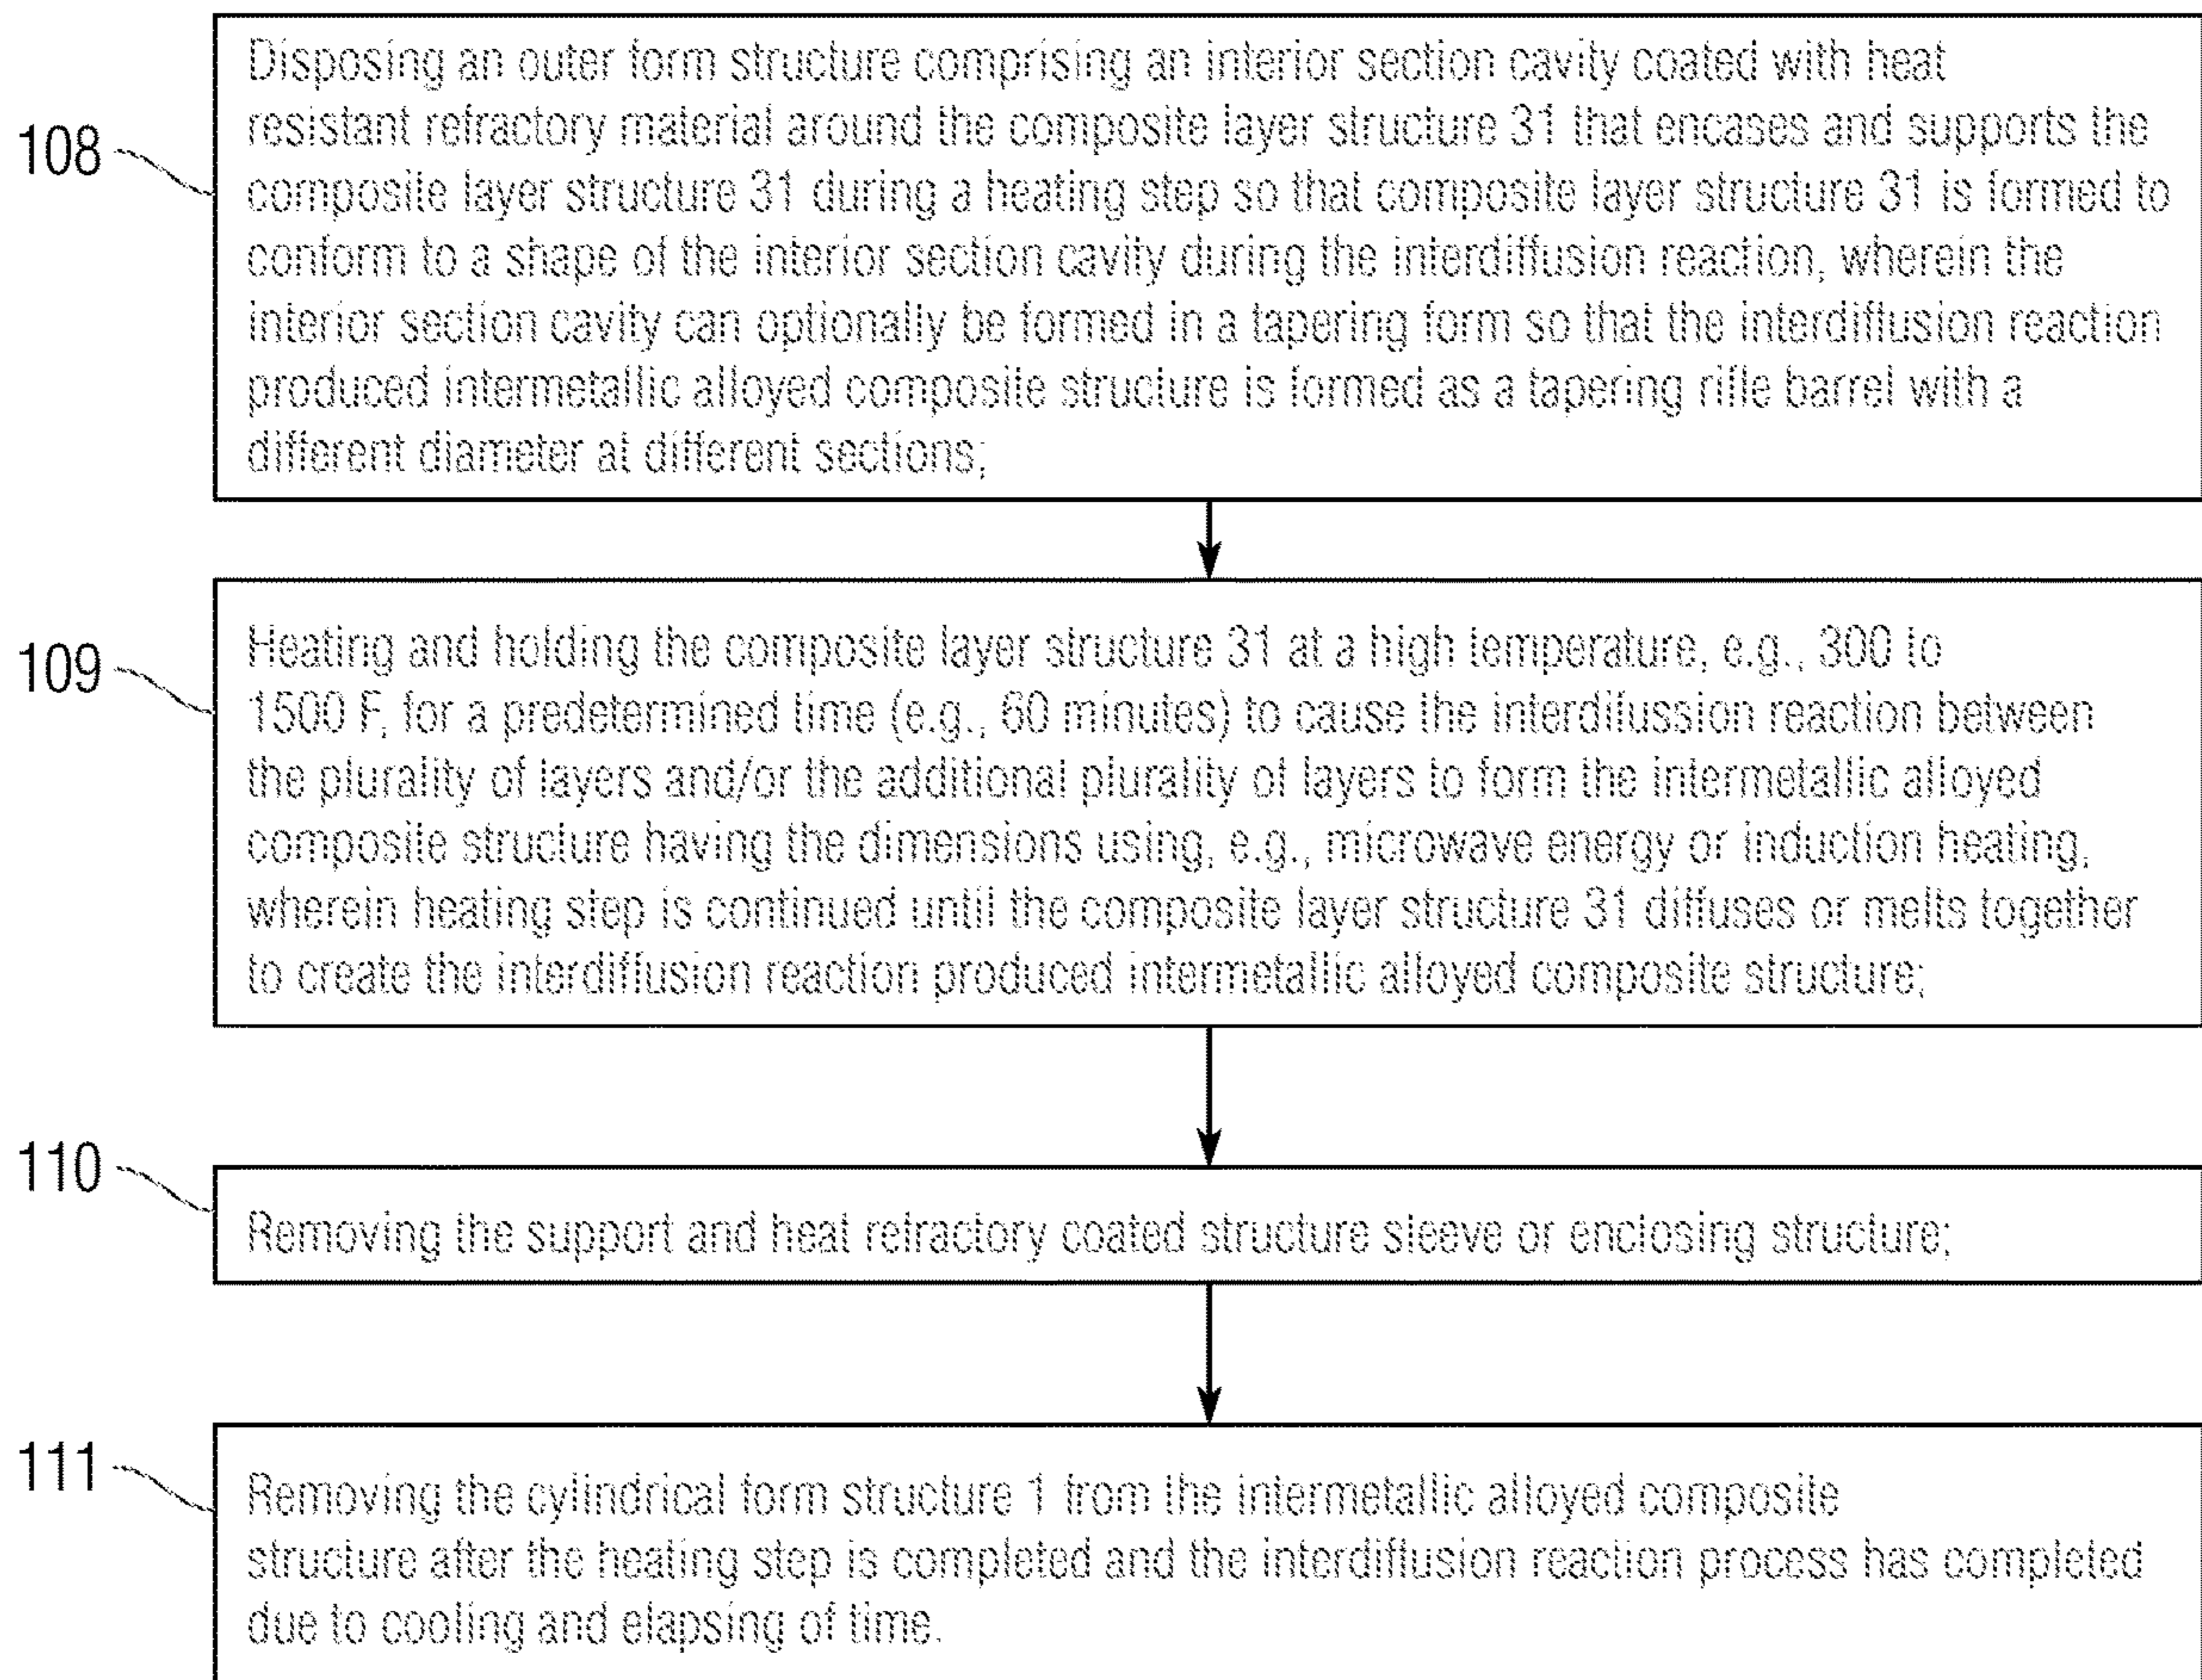 108
Disposing an outer form structure comprising an interior section cavity coated with heat
resistant refractory material around the composite layer structure 31 that encases and supports the
composite layer structure 31 during a heating step so that composite layer structure 31 is formed to
conform to a shape of the interior section cavity during the interdiffusion reaction, wherein the
interior section cavity can optionally be formed in a tapering form so that the interdiffusion reaction
produced intermetallic alloyed composite structure is formed as a tapering rifle barrel with a
different diameter at different sections;
109
Heating and holding the composite layer structure 31 at a high temperature, e.g., 300 to
1500 F, for a predetermined time (e.g., 60 minutes) to cause the interdifussion reaction between
the plurality of layers and/or the additional plurality of layers to form the intermetallic alloyed
composite structure having the dimensions using, e.g., microwave energy or induction heating,
wherein heating step is continued until the composite layer structure 31 diffuses or melts together
to create the interdiffusion reaction produced intermetallic alloyed composite structure;
110
Removing the support and heat refractory coated structure sleeve or enclosing structure;
111
Removing the cylindrical form structure 1 from the intermetallic alloyed composite
structure after the heating step is completed and the interdiffusion reaction process has completed
due to cooling and elapsing of time.